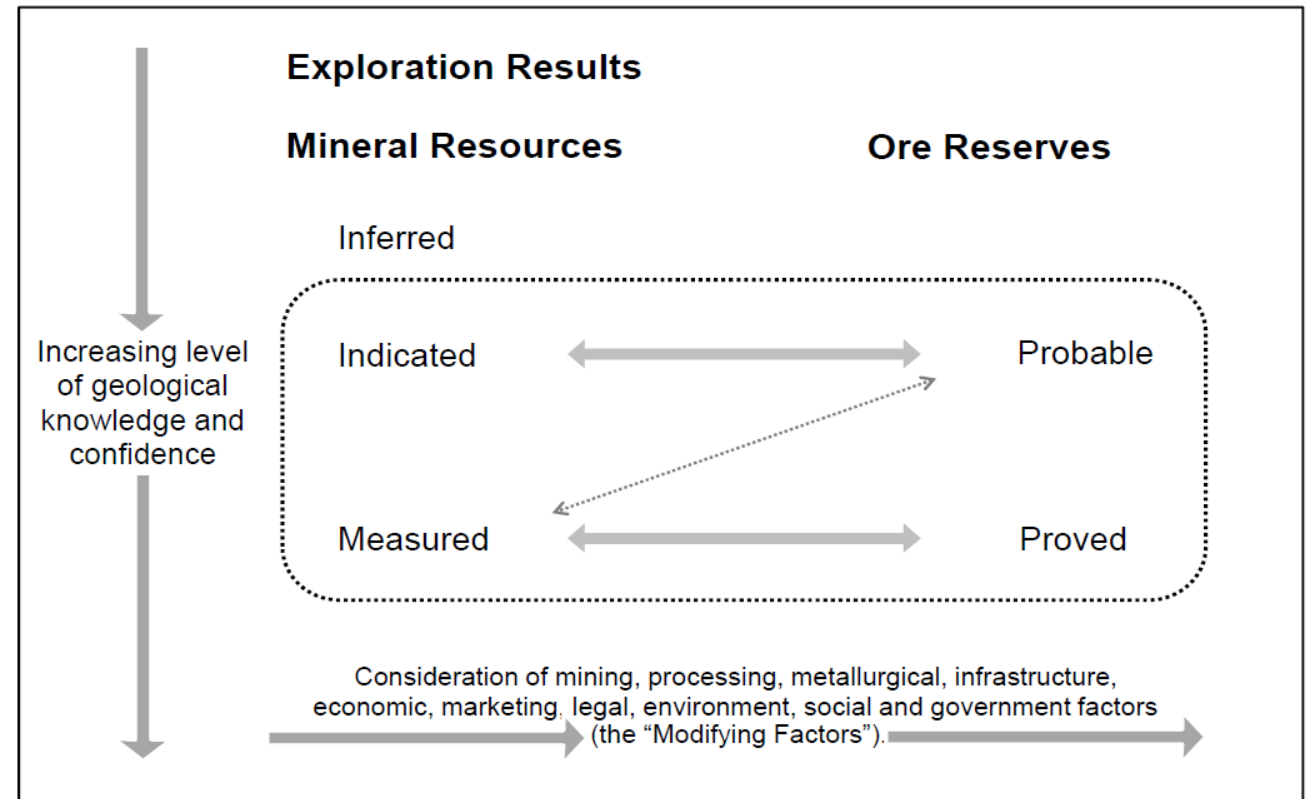 Exploration Results
Mineral Resources
Ore Reserves
Inferred
Increasing level
of geological
knowledge and
confidence
Indicated
Probable
Measured
Proved
Consideration of mining, processing, metallurgical, infrastructure,
economic, marketing, legal, environment, social and government factors
(the “Modifying Factors”).